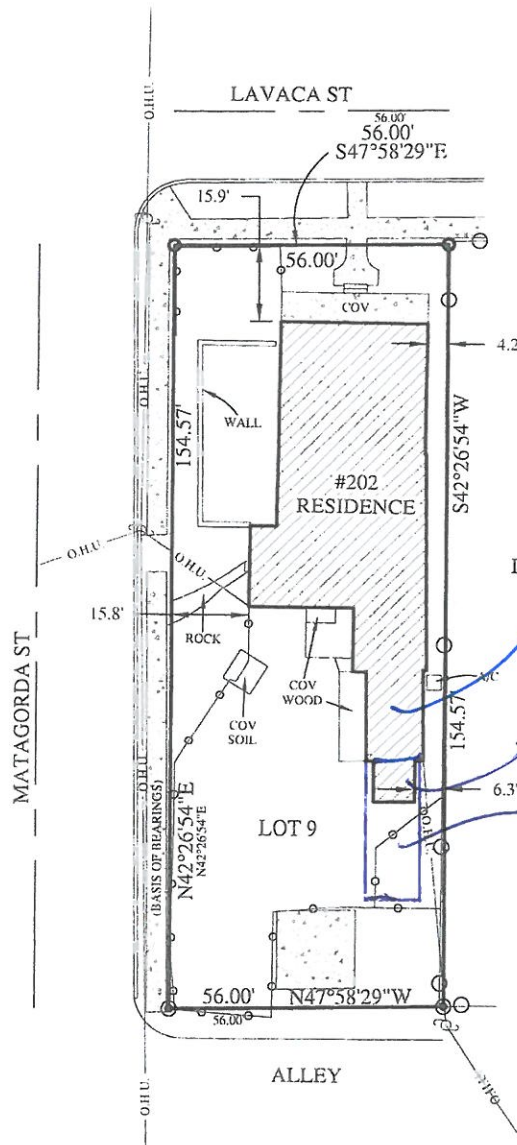 O.H.U.
LAVACA ST
56.00'
56.00'
S47°58'29"E
15.9'
56.00'
COV
4.2
O.H.U.
154.57'
WALL
S42°26'54"W
#202
RESIDENCE
O.H.U.
O.H.U.
15.8'
ROCK
COV
WOOD
COV
SOIL
A/C
154.57'
MATAGORDA ST
O.H.U.
(BASIS OF BEARINGS)
N42°26'54"E
N42°26'54"E
6.3'
LOT 9
56.00'
N47°58'29"W
56.00'
ALLEY
O.H.U.